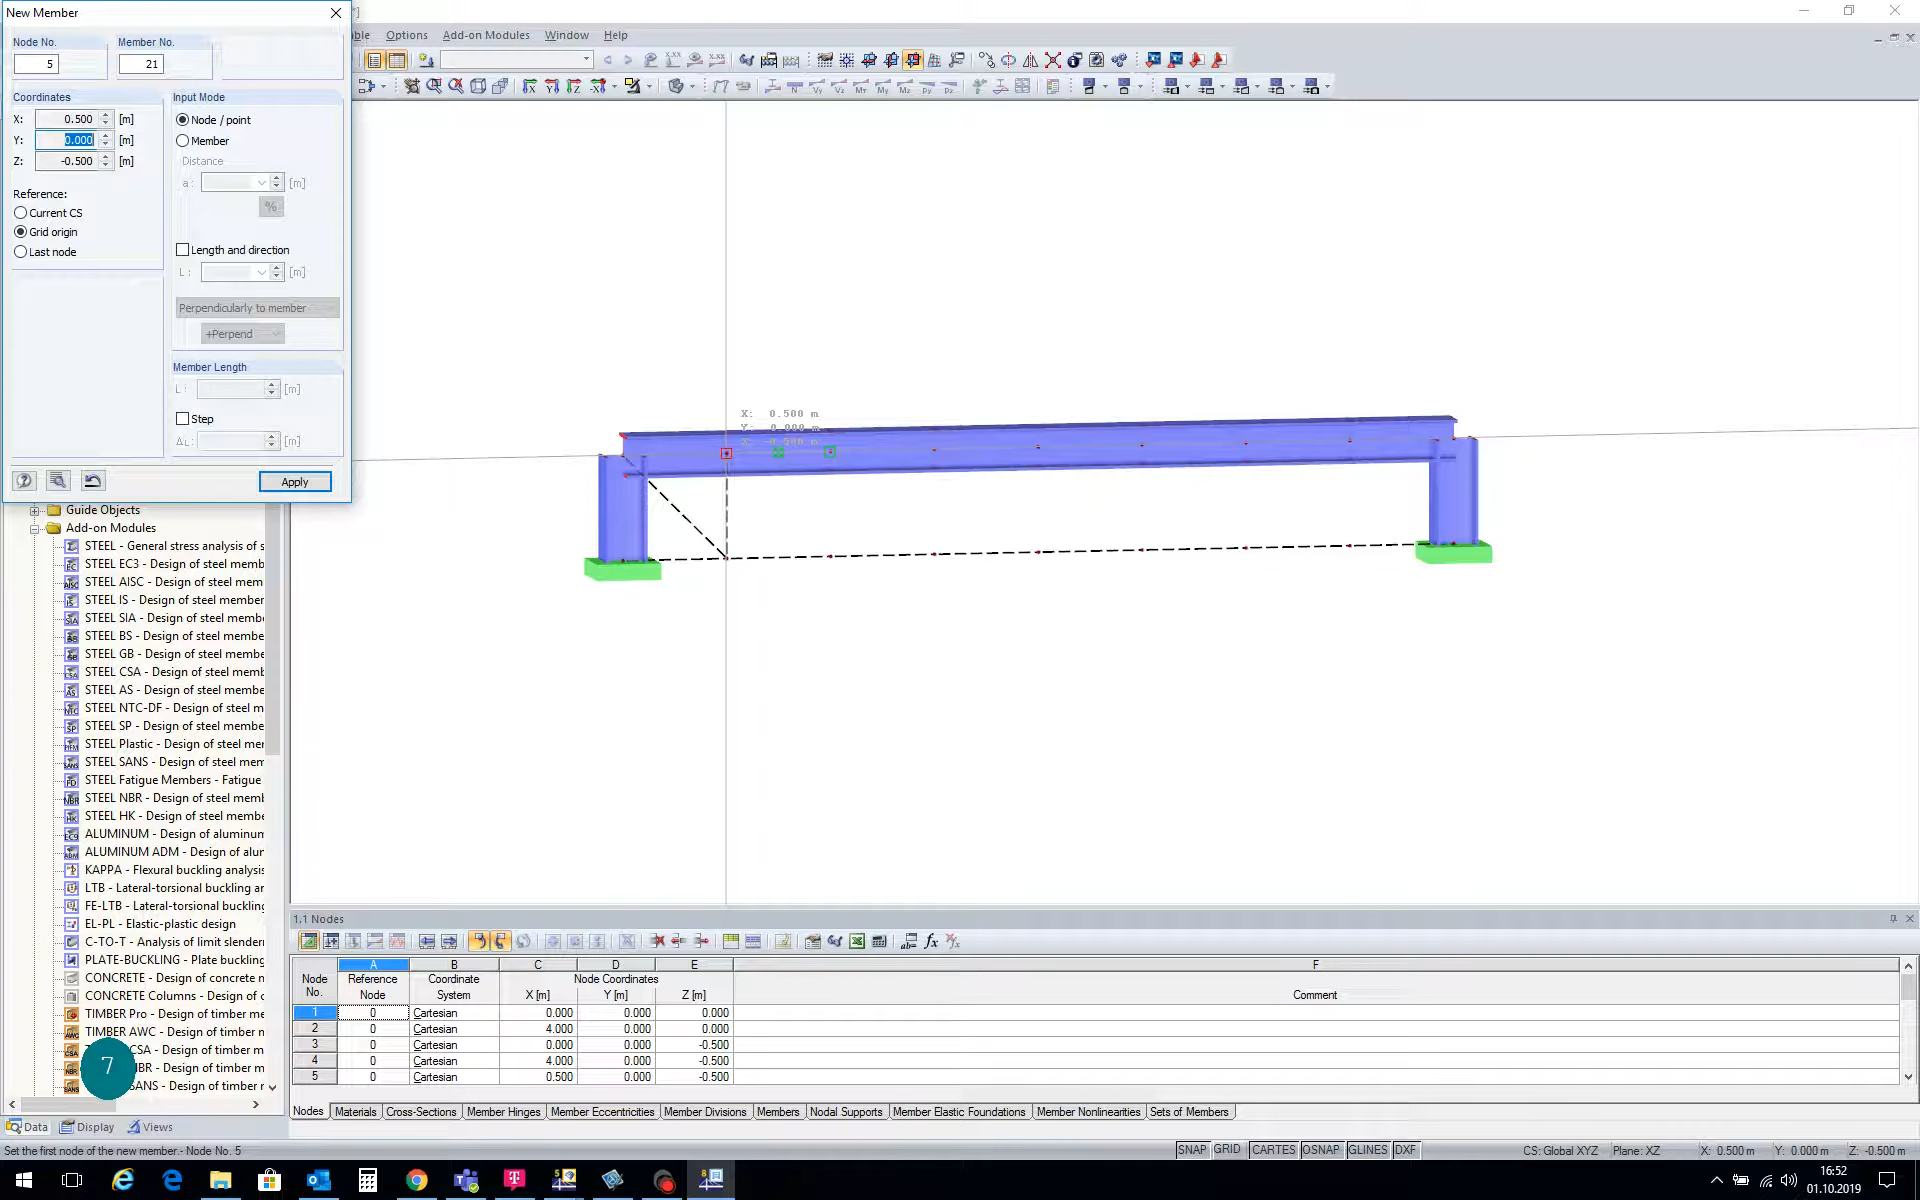 New Member
Options
Add-on Modules
Window
Help
Node No.
Member No.
5
21
Coordinates
Input Mode
X: 0.500 [m]
Node / point
Y: 0.000 [m]
Member
Z: -0.500 [m]
Distance
a: [m]
Reference:
%
Current CS
Grid origin
Length and direction
Last node
L: [m]
Perpendicularly to member
+Perpend
Member Length
L: [m]
Step
ΔL: [m]
Apply
X: 0.500 m
Guide Objects
Add-on Modules
STEEL - General stress analysis of s
STEEL EC3 - Design of steel memb
STEEL AISC - Design of steel membe
STEEL IS - Design of steel member
STEEL SIA - Design of steel memb
STEEL BS - Design of steel membe
STEEL GB - Design of steel membe
STEEL CSA - Design of steel memb
STEEL AS - Design of steel membe
STEEL NTC-DF - Design of steel m
STEEL SP - Design of steel membe
STEEL Plastic - Design of steel mer
STEEL SANS - Design of steel mem
STEEL Fatigue Members - Fatigue
STEEL NBR - Design of steel memb
STEEL HK - Design of steel membe
ALUMINUM - Design of aluminum
ALUMINUM ADM - Design of alur
KAPPA - Flexural buckling analysis
LTB - Lateral-torsional buckling ar
FE-LTB - Lateral-torsional buckling
EL-PL - Elastic-plastic design
C-TO-T - Analysis of limit slenderr
PLATE-BUCKLING - Plate buckling
CONCRETE - Design of concrete m
CONCRETE Columns - Design of c
TIMBER Pro - Design of timber me
TIMBER AWC - Design of timber m
CSA - Design of timber m
BR - Design of timber me
SANS - Design of timber r
7
Data
Display
Views
1.1 Nodes
A B C D E F
Node No.
Reference Node
Coordinate System
Node Coordinates
X [m] Y [m] Z [m]
Comment
1 0 Cartesian 0.000 0.000 0.000
2 0 Cartesian 4.000 0.000 0.000
3 0 Cartesian 0.000 0.000 -0.500
4 0 Cartesian 4.000 0.000 -0.500
5 0 Cartesian 0.500 0.000 -0.500
Nodes
Materials
Cross-Sections
Member Hinges
Member Eccentricities
Member Divisions
Members
Nodal Supports
Member Elastic Foundations
Member Nonlinearities
Sets of Members
Set the first node of the new member.- Node No. 5
SNAP
GRID
CARTES
OSNAP
GLINES
DXF
CS: Global XYZ
Plane: XZ
X: 0.500 m
Y: 0.000 m
Z: -0.500 m
16:52
01.10.2019